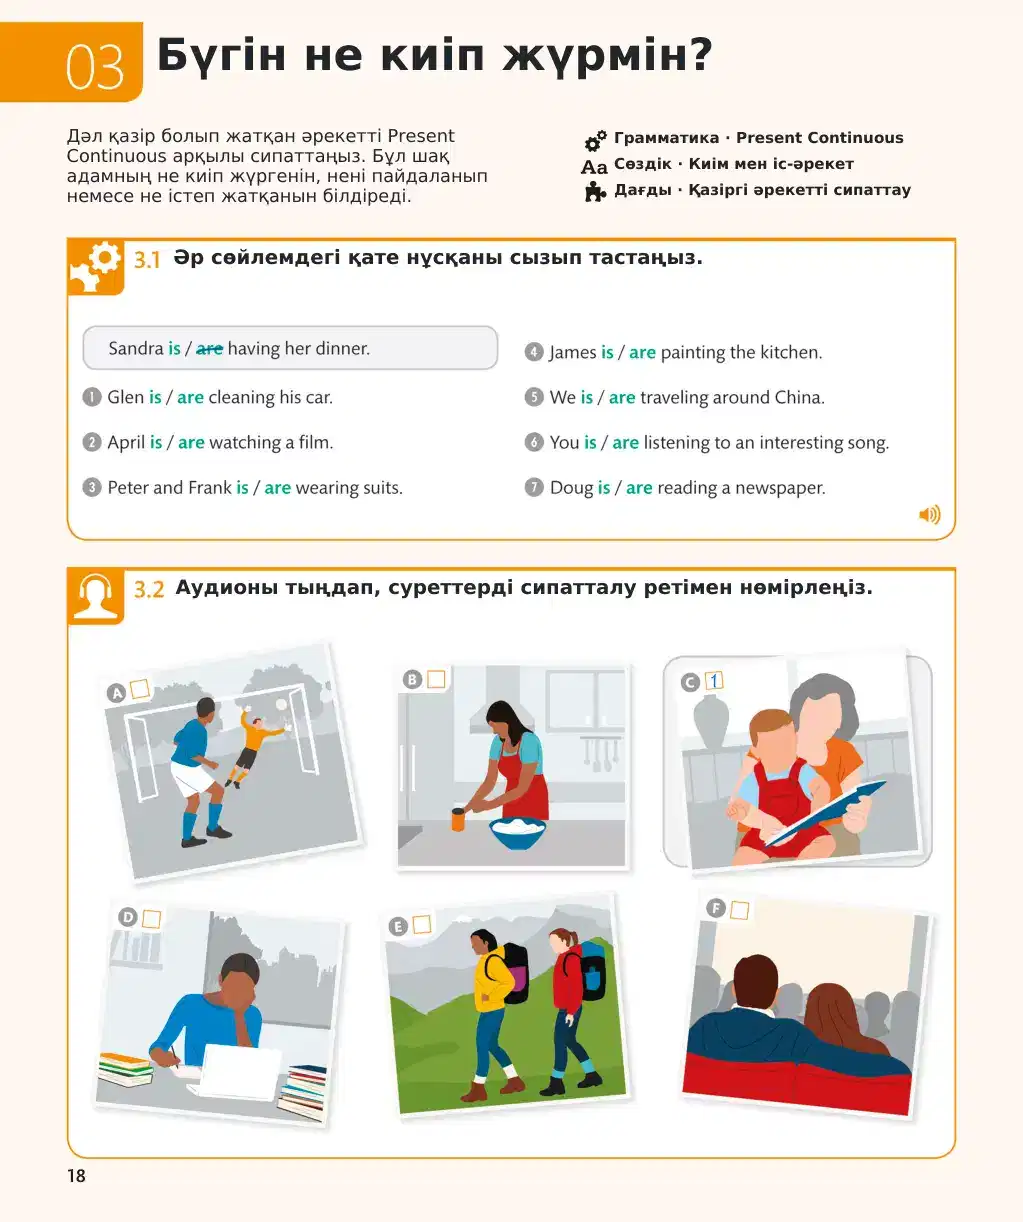 03
Бүгін не киіп жүрмін?
Дәл қазір болып жатқан әрекетті Present
Continuous арқылы сипаттаңыз. Бұл шақ
адамның не киіп жүргенін, нені пайдаланып
немесе не істеп жатқанын білдіреді.
Грамматика · Present Continuous
Aa Сөздік · Киім мен іс-әрекет
Дағды · Қазіргі әрекетті сипаттау
3.1 Әр сөйлемдегі қате нұсқаны сызып тастаңыз.
Sandra is / are having her dinner.
1 Glen is / are cleaning his car.
2 April is / are watching a film.
3 Peter and Frank is / are wearing suits.
4 James is / are painting the kitchen.
5 We is / are traveling around China.
6 You is / are listening to an interesting song.
7 Doug is / are reading a newspaper.
3.2 Аудионы тыңдап, суреттерді сипатталу ретімен нөмірлеңіз.
A
B
C 1
D
E
F
18